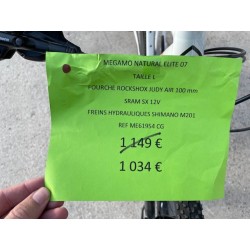 MEGAMO NATURAL ELITE 07
TAILLE L
FOURCHE ROCKSHOX JUDY AIR 100 mm
SRAM SX 12V
FREINS HYDRAULIQUES SHIMANO M201
REF ME61954 CG
1 149 €
1 034 €